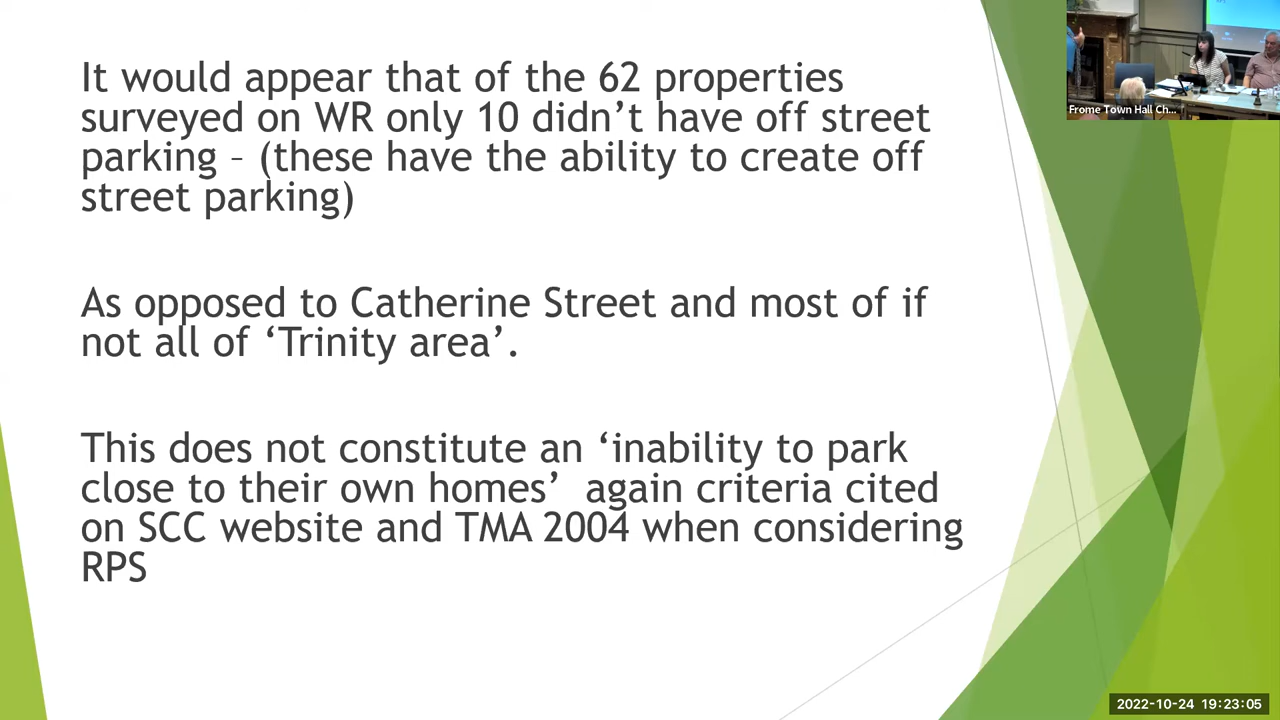 It would appear that of the 62 properties
surveyed on WR only 10 didn’t have off street
parking – (these have the ability to create off
street parking)
As opposed to Catherine Street and most of if
not all of ‘Trinity area’.
This does not constitute an ‘inability to park
close to their own homes’  again criteria cited
on SCC website and TMA 2004 when considering
RPS
Frome Town Hall Ch...
2022-10-24 19:23:05